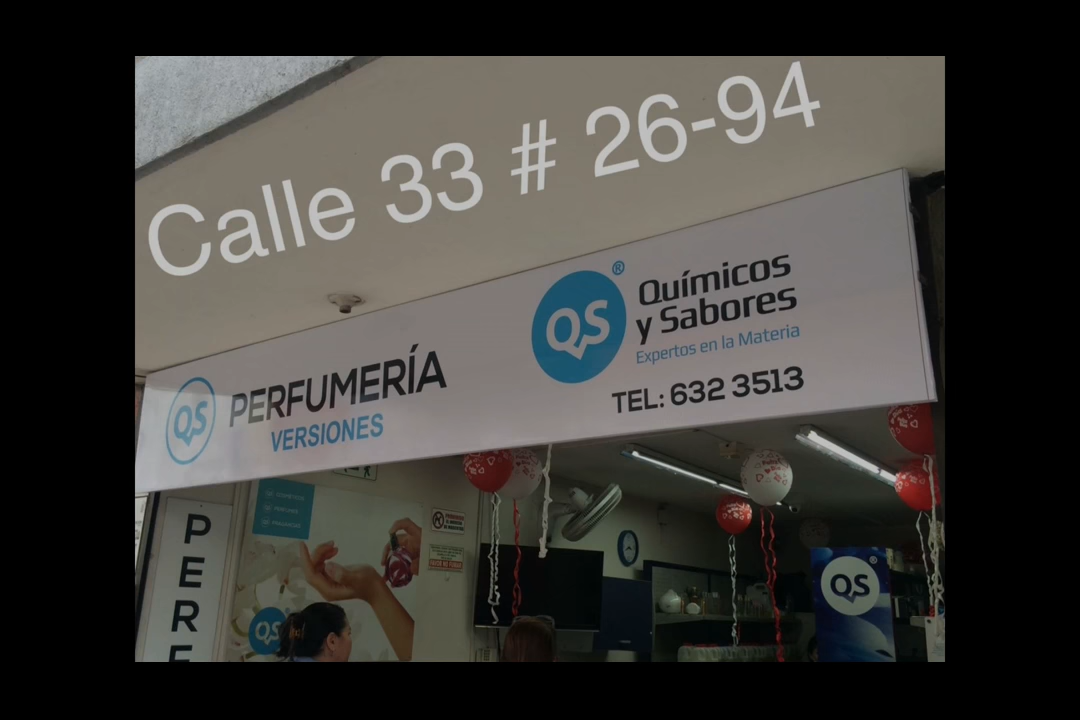 Calle 33 # 26-94
QS PERFUMERÍA
VERSIONES
QS®
Químicos
y Sabores
Expertos en la Materia
TEL: 632 3513
P
E
R
F
QS
QS